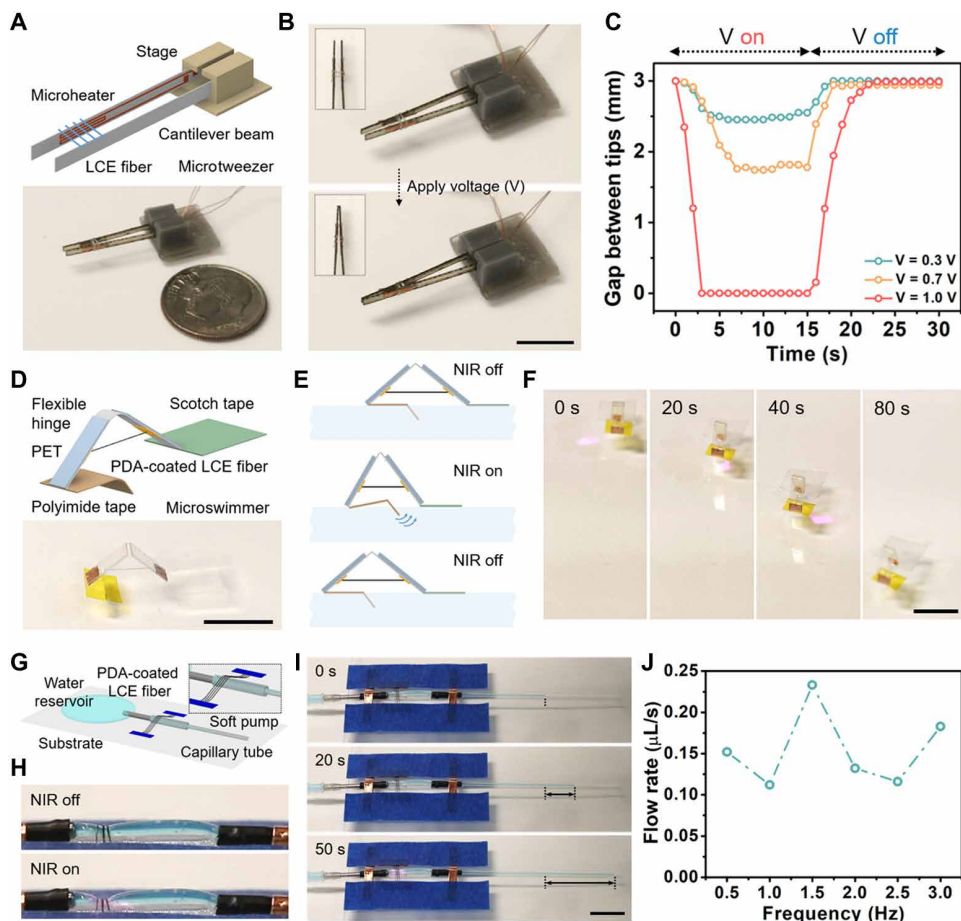 A
Stage
Microheater
Cantilever beam
LCE fiber
Microtweezer
B
Apply voltage (V)
C
V on
V off
Gap between tips (mm)
3
2
1
0
V = 0.3 V
V = 0.7 V
V = 1.0 V
0 5 10 15 20 25 30
Time (s)
D
Flexible
hinge
Scotch tape
PET
PDA-coated LCE fiber
Polyimide tape
Microswimmer
E
NIR off
NIR on
NIR off
F
0 s
20 s
40 s
80 s
G
PDA-coated
LCE fiber
Water
reservoir
Soft pump
Substrate
Capillary tube
H
NIR off
NIR on
I
0 s
20 s
50 s
J
Flow rate (μL/s)
0.25
0.20
0.15
0.10
0.05
0.00
0.5 1.0 1.5 2.0 2.5 3.0
Frequency (Hz)